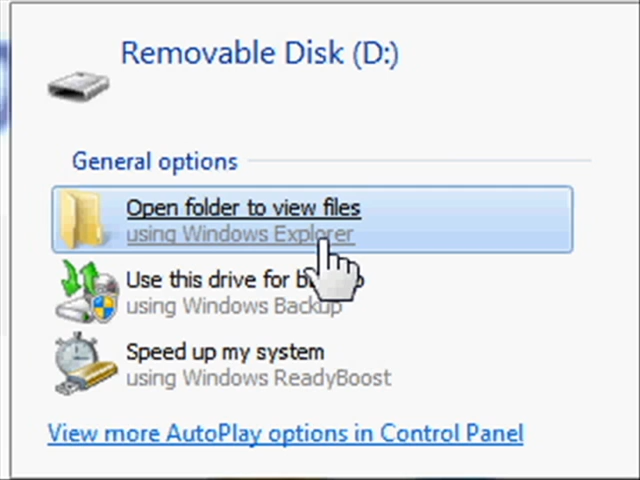 Removable Disk (D:)
General options
Open folder to view files
using Windows Explorer
Use this drive for
using Windows Backup
Speed up my system
using Windows ReadyBoost
View more AutoPlay options in Control Panel